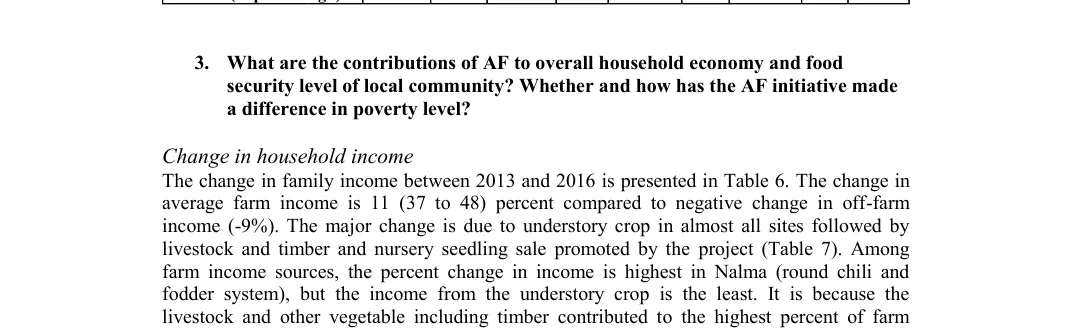 3. What are the contributions of AF to overall household economy and food
security level of local community? Whether and how has the AF initiative made
a difference in poverty level?
Change in household income
The change in family income between 2013 and 2016 is presented in Table 6. The change in
average farm income is 11 (37 to 48) percent compared to negative change in off-farm
income (-9%). The major change is due to understory crop in almost all sites followed by
livestock and timber and nursery seedling sale promoted by the project (Table 7). Among
farm income sources, the percent change in income is highest in Nalma (round chili and
fodder system), but the income from the understory crop is the least. It is because the
livestock and other vegetable including timber contributed to the highest percent of farm